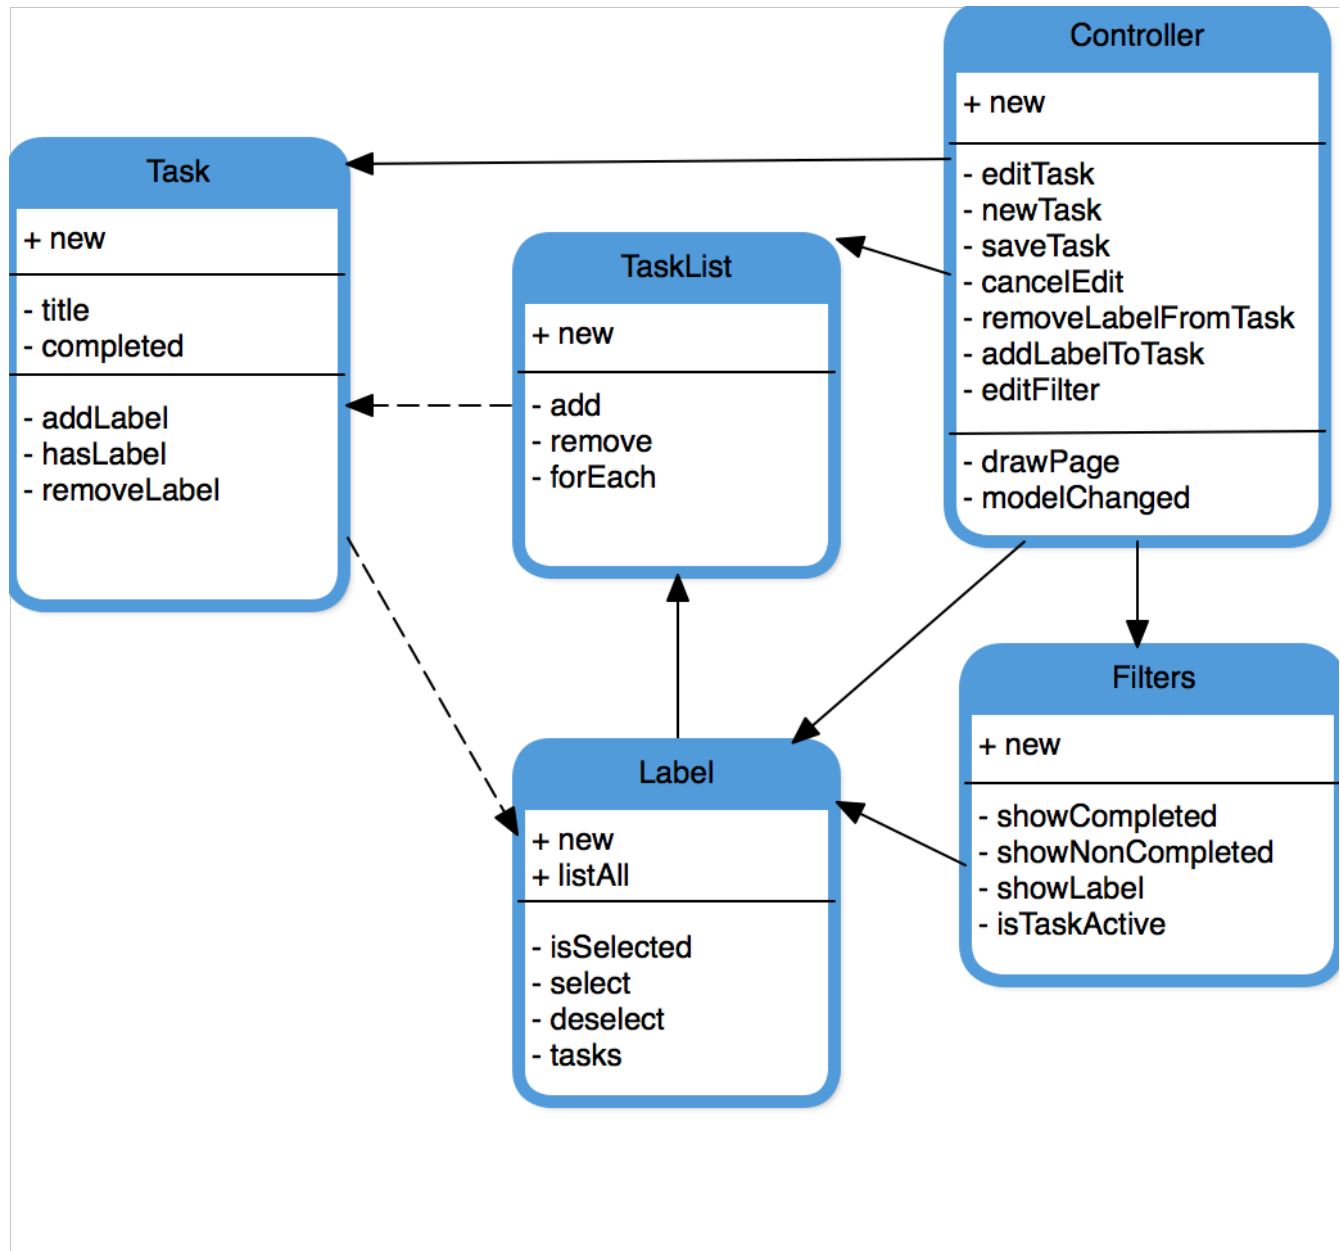 Controller
+ new
- editTask
- newTask
- saveTask
- cancelEdit
- removeLabelFromTask
- addLabelToTask
- editFilter
- drawPage
- modelChanged
Task
+ new
- title
- completed
- addLabel
- hasLabel
- removeLabel
TaskList
+ new
- add
- remove
- forEach
Label
+ new
+ listAll
- isSelected
- select
- deselect
- tasks
Filters
+ new
- showCompleted
- showNonCompleted
- showLabel
- isTaskActive